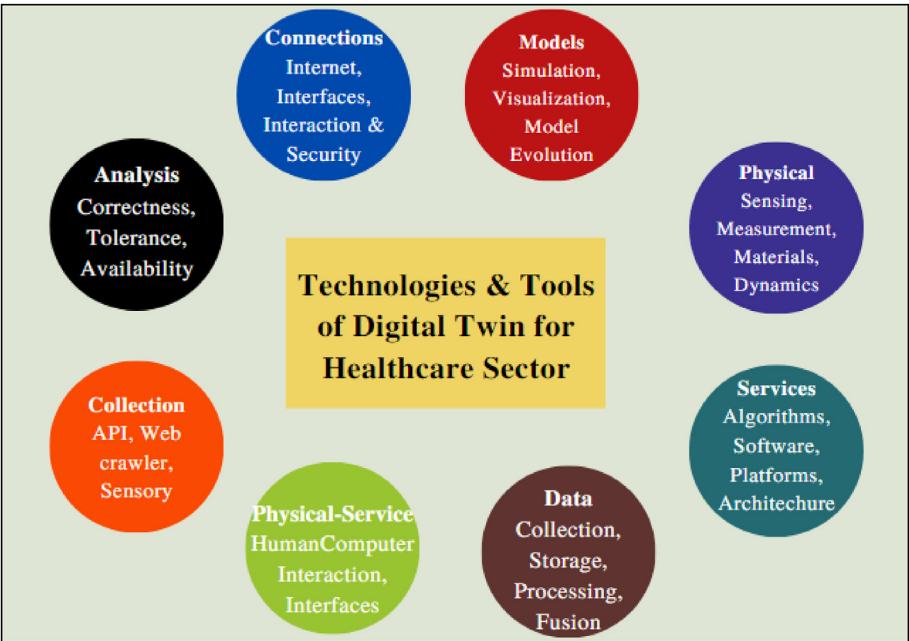 Connections
Internet,
Interfaces,
Interaction &
Security
Models
Simulation,
Visualization,
Model
Evolution
Analysis
Correctness,
Tolerance,
Availability
Physical
Sensing,
Measurement,
Materials,
Dynamics
Technologies & Tools
of Digital Twin for
Healthcare Sector
Collection
API, Web
crawler,
Sensory
Services
Algorithms,
Software,
Platforms,
Architechure
Physical-Service
HumanComputer
Interaction,
Interfaces
Data
Collection,
Storage,
Processing,
Fusion